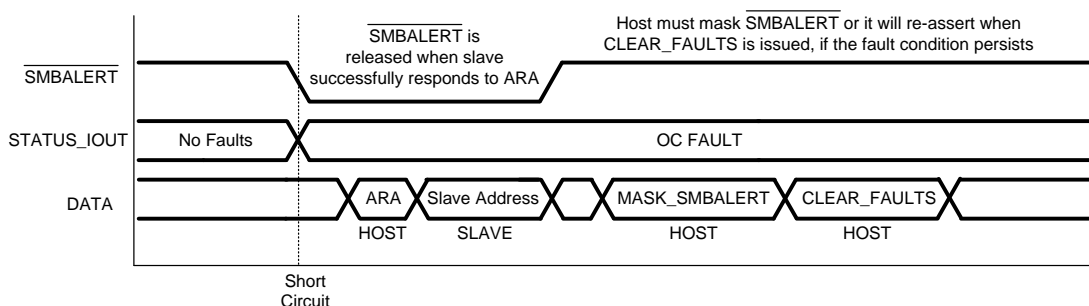 SMBALERT is
released when slave
successfully responds to ARA
Host must mask SMBALERT or it will re-assert when
CLEAR_FAULTS is issued, if the fault condition persists
SMBALERT
STATUS_IOUT
No Faults
OC FAULT
DATA
ARA
Slave Address
MASK_SMBALERT
CLEAR_FAULTS
HOST
SLAVE
HOST
HOST
Short
Circuit